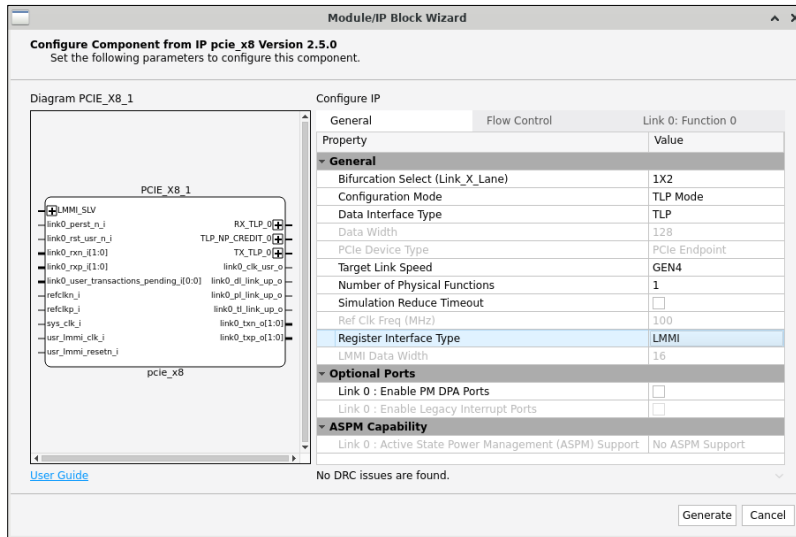 Module/IP Block Wizard
Configure Component from IP pcie_x8 Version 2.5.0
Set the following parameters to configure this component.
Diagram PCIE_X8_1
PCIE_X8_1
LMMI_SLV
link0_perst_n_i
RX_TLP_0
link0_rst_usr_n_i
TLP_NP_CREDIT_0
link0_rxn_i[1:0]
TX_TLP_0
link0_rxp_i[1:0]
link0_clk_usr_o
link0_user_transactions_pending_i[0:0]
link0_dl_link_up_o
refclkn_i
link0_pl_link_up_o
refclkp_i
link0_tl_link_up_o
sys_clk_i
link0_txn_o[1:0]
usr_lmmi_clk_i
link0_txp_o[1:0]
usr_lmmi_resetn_i
pcie_x8
User Guide
Configure IP
General Flow Control Link 0: Function 0
Property Value
General
Bifurcation Select (Link_X_Lane) 1X2
Configuration Mode TLP Mode
Data Interface Type TLP
Data Width 128
PCIe Device Type PCIe Endpoint
Target Link Speed GEN4
Number of Physical Functions 1
Simulation Reduce Timeout
Ref Clk Freq (MHz) 100
Register Interface Type LMMI
LMMI Data Width 16
Optional Ports
Link 0 : Enable PM DPA Ports
Link 0 : Enable Legacy Interrupt Ports
ASPM Capability
Link 0 : Active State Power Management (ASPM) Support No ASPM Support
No DRC issues are found.
Generate Cancel